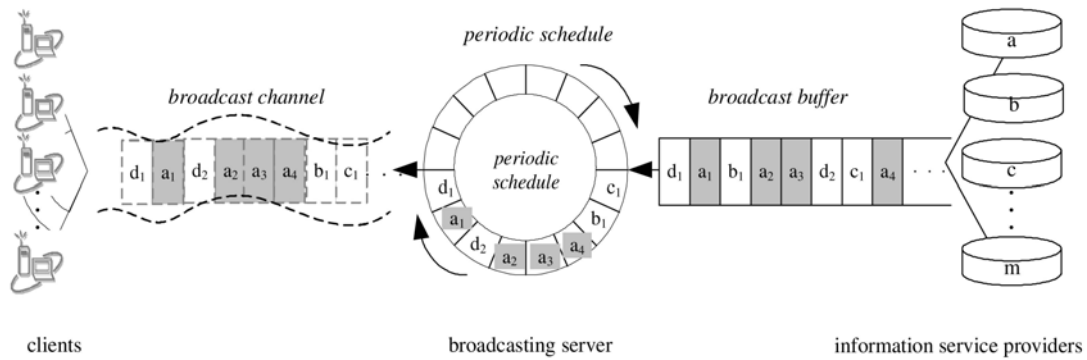 periodic schedule
broadcast channel
broadcast buffer
a
b
c
m
d₁ a₁ d₂ a₂ a₃ a₄ b₁ c₁ . . .
periodic
schedule
d₁ a₁ d₂ a₂ a₃ a₄ b₁ c₁
d₁ a₁ b₁ a₂ a₃ d₂ c₁ a₄
clients
broadcasting server
information service providers